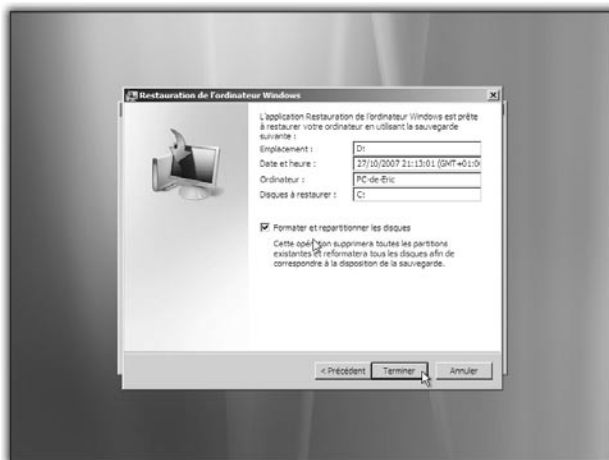 Restauration de l'ordinateur Windows
L'application Restauration de l'ordinateur Windows est prête
à restaurer votre ordinateur en utilisant la sauvegarde
suivante :
Emplacement : D:
Date et heure : 27/10/2007 21:13:01 (GMT+01:0
Ordinateur : PC-de-Eric
Disques à restaurer : C:
Formater et repartitionner les disques
Cette opération supprimera toutes les partitions
existantes et reformatera tous les disques afin de
correspondre à la disposition de la sauvegarde.
< Précédent Terminer Annuler